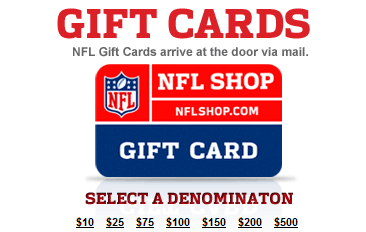 GIFT CARDS
NFL Gift Cards arrive at the door via mail.
NFL
NFL SHOP
NFLSHOP.COM
GIFT CARD
SELECT A DENOMINATON
$10 $25 $75 $100 $150 $200 $500